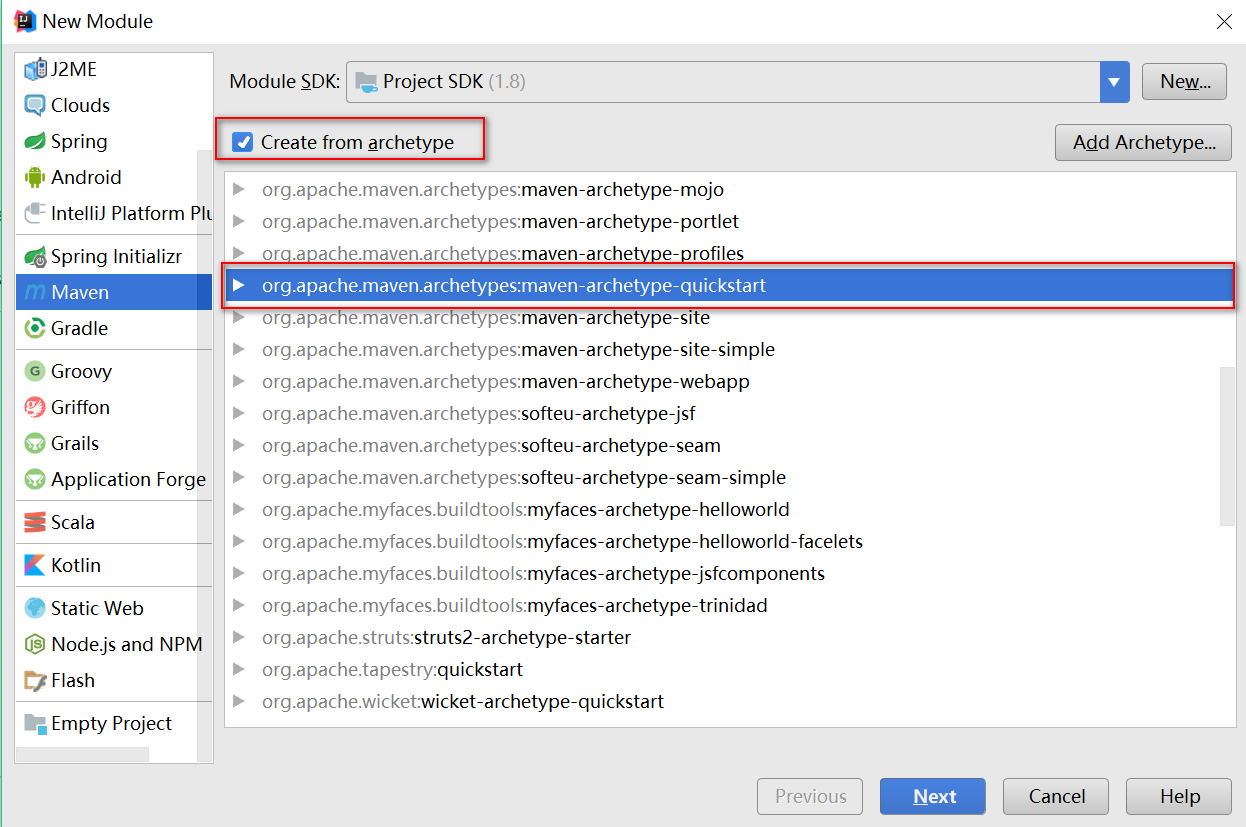 New Module
J2ME
Clouds
Spring
Android
IntelliJ Platform Plu
Spring Initializr
Maven
Gradle
Groovy
Griffon
Grails
Application Forge
Scala
Kotlin
Static Web
Node.js and NPM
Flash
Empty Project
Module SDK: Project SDK (1.8) New...
Create from archetype Add Archetype...
org.apache.maven.archetypes:maven-archetype-mojo
org.apache.maven.archetypes:maven-archetype-portlet
org.apache.maven.archetypes:maven-archetype-profiles
org.apache.maven.archetypes:maven-archetype-quickstart
org.apache.maven.archetypes:maven-archetype-site
org.apache.maven.archetypes:maven-archetype-site-simple
org.apache.maven.archetypes:maven-archetype-webapp
org.apache.maven.archetypes:softeu-archetype-jsf
org.apache.maven.archetypes:softeu-archetype-seam
org.apache.maven.archetypes:softeu-archetype-seam-simple
org.apache.myfaces.buildtools:myfaces-archetype-helloworld
org.apache.myfaces.buildtools:myfaces-archetype-helloworld-facelets
org.apache.myfaces.buildtools:myfaces-archetype-jsfcomponents
org.apache.myfaces.buildtools:myfaces-archetype-trinidad
org.apache.struts:struts2-archetype-starter
org.apache.tapestry:quickstart
org.apache.wicket:wicket-archetype-quickstart
Previous Next Cancel Help